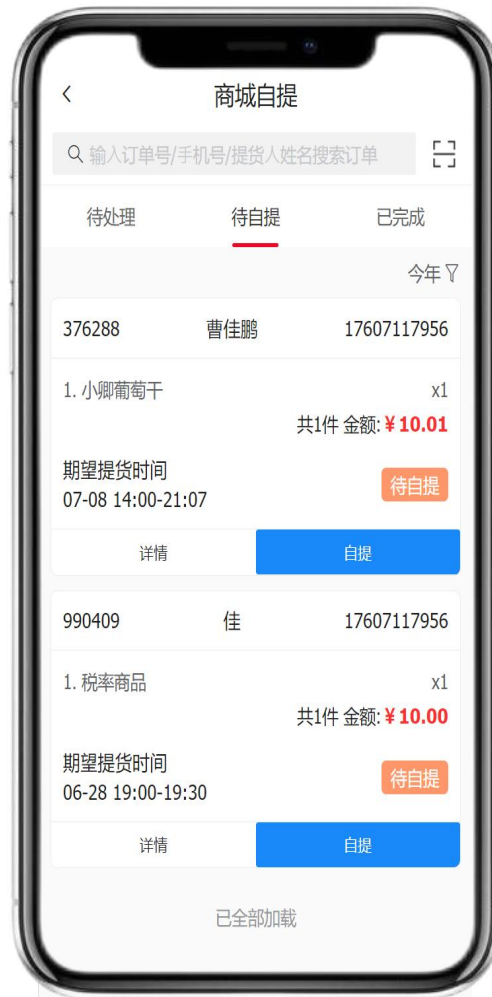 商城自提
输入订单号/手机号/提货人姓名搜索订单
待处理 待自提 已完成
今年
376288 曹佳鹏 17607117956
1. 小卿葡萄干 x1
共1件 金额:¥10.01
期望提货时间
07-08 14:00-21:07 待自提
详情 自提
990409 佳 17607117956
1. 税率商品 x1
共1件 金额:¥10.00
期望提货时间
06-28 19:00-19:30 待自提
详情 自提
已全部加载